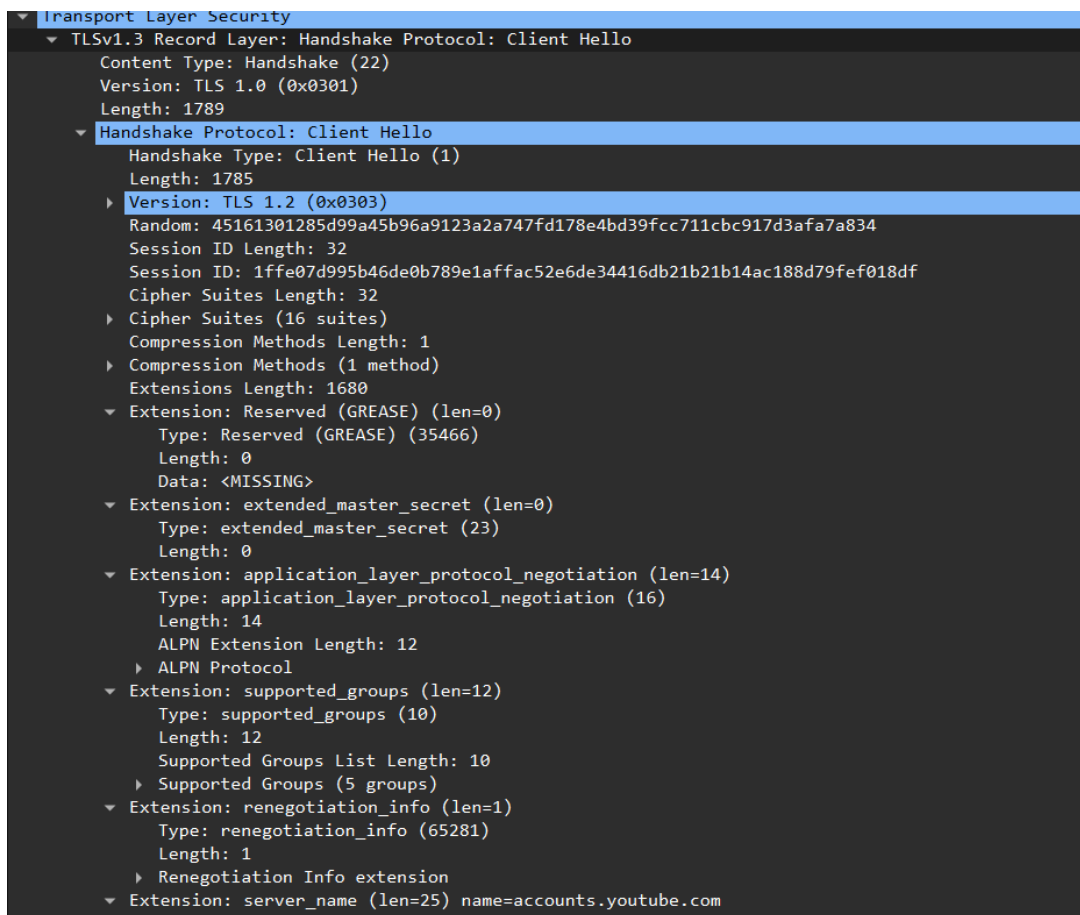 Transport Layer Security
TLSv1.3 Record Layer: Handshake Protocol: Client Hello
Content Type: Handshake (22)
Version: TLS 1.0 (0x0301)
Length: 1789
Handshake Protocol: Client Hello
Handshake Type: Client Hello (1)
Length: 1785
Version: TLS 1.2 (0x0303)
Random: 45161301285d99a45b96a9123a2a747fd178e4bd39fcc711cbc917d3afa7a834
Session ID Length: 32
Session ID: 1ffe07d995b46de0b789e1affac52e6de34416db21b21b14ac188d79fef018df
Cipher Suites Length: 32
Cipher Suites (16 suites)
Compression Methods Length: 1
Compression Methods (1 method)
Extensions Length: 1680
Extension: Reserved (GREASE) (len=0)
Type: Reserved (GREASE) (35466)
Length: 0
Data: <MISSING>
Extension: extended_master_secret (len=0)
Type: extended_master_secret (23)
Length: 0
Extension: application_layer_protocol_negotiation (len=14)
Type: application_layer_protocol_negotiation (16)
Length: 14
ALPN Extension Length: 12
ALPN Protocol
Extension: supported_groups (len=12)
Type: supported_groups (10)
Length: 12
Supported Groups List Length: 10
Supported Groups (5 groups)
Extension: renegotiation_info (len=1)
Type: renegotiation_info (65281)
Length: 1
Renegotiation Info extension
Extension: server_name (len=25) name=accounts.youtube.com